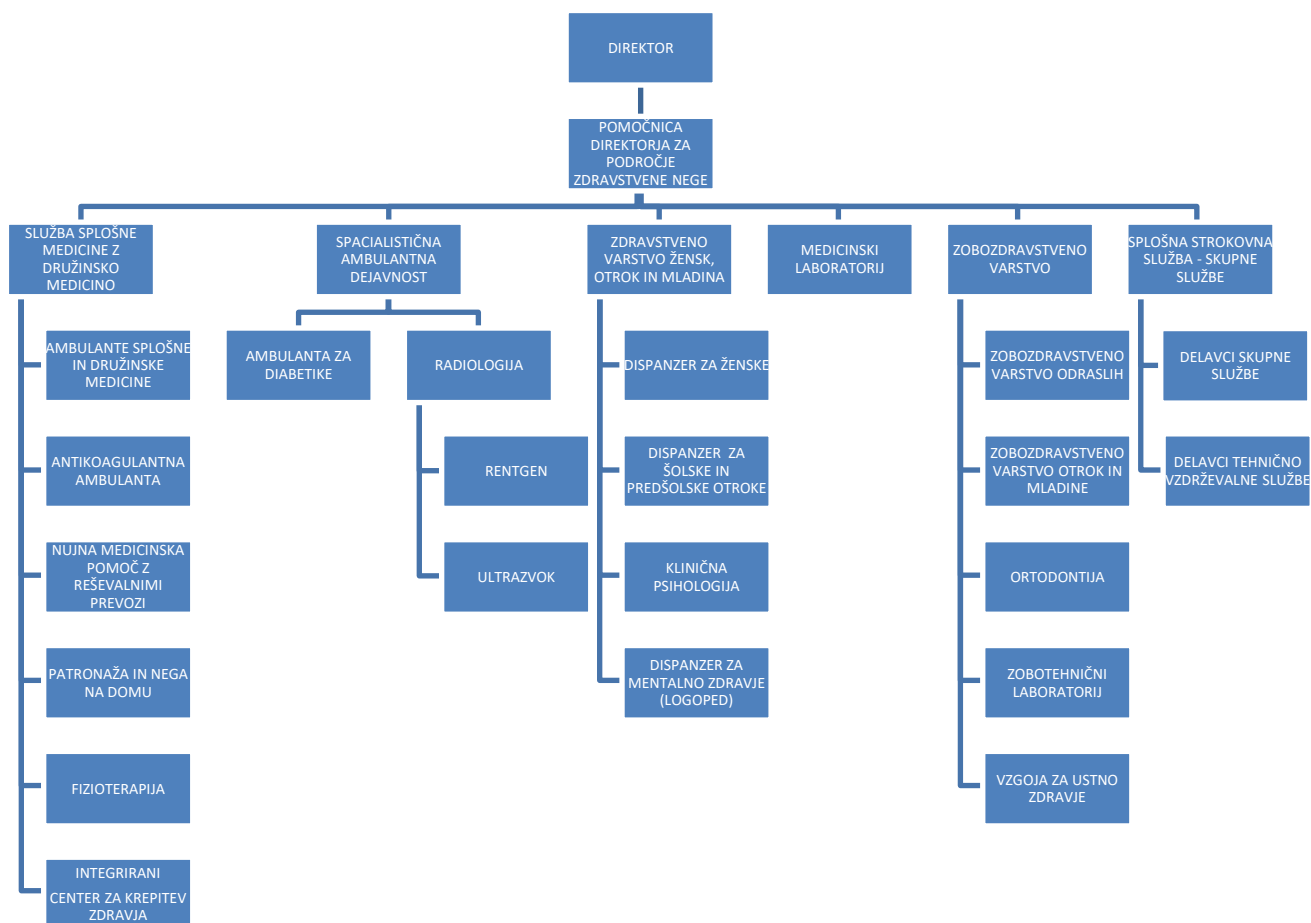 DIREKTOR
POMOČNICA
DIREKTORJA ZA
PODROČJE
ZDRAVSTVENE NEGE
SLUŽBA SPLOŠNE
MEDICINE Z
DRUŽINSKO
MEDICINO
AMBULANTE SPLOŠNE
IN DRUŽINSKE
MEDICINE
ANTIKOAGULANTNA
AMBULANTA
NUJNA MEDICINSKA
POMOČ Z
REŠEVALNIMI
PREVOZI
PATRONAŽA IN NEGA
NA DOMU
FIZIOTERAPIJA
INTEGRIRANI
CENTER ZA KREPITEV
ZDRAVJA
SPACIALISTIČNA
AMBULANTNA
DEJAVNOST
AMBULANTA ZA
DIABETIKE
RADIOLOGIJA
RENTGEN
ULTRAZVOK
ZDRAVSTVENO
VARSTVO ŽENSK,
OTROK IN MLADINA
DISPANZER ZA ŽENSKE
DISPANZER ZA
ŠOLSKE IN
PREDŠOLSKE OTROKE
KLINIČNA
PSIHOLOGIJA
DISPANZER ZA
MENTALNO ZDRAVJE
(LOGOPED)
MEDICINSKI
LABORATORIJ
ZOBOZDRAVSTVENO
VARSTVO
ZOBOZDRAVSTVENO
VARSTVO ODRASLIH
ZOBOZDRAVSTVENO
VARSTVO OTROK IN
MLADINE
ORTODONTIJA
ZOBOTEHNIČNI
LABORATORIJ
VZGOJA ZA USTNO
ZDRAVJE
SPLOŠNA STROKOVNA
SLUŽBA - SKUPNE
SLUŽBE
DELAVCI SKUPNE
SLUŽBE
DELAVCI TEHNIČNO
VZDRŽEVALNE SLUŽBE